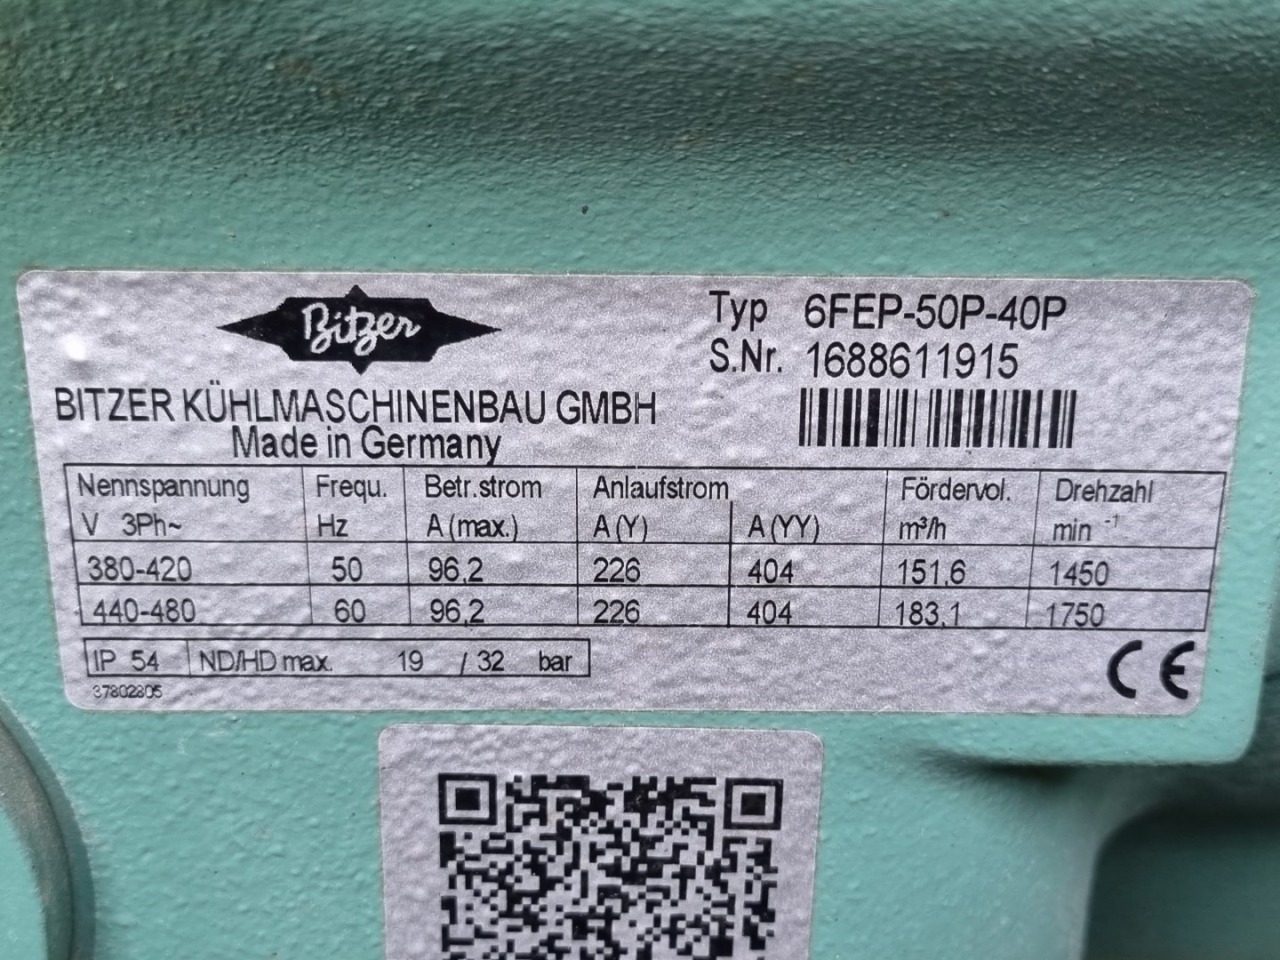 Bitzer
Typ 6FEP-50P-40P
S.Nr. 1688611915
BITZER KÜHLMASCHINENBAU GMBH
Made in Germany
Nennspannung Frequ. Betr.strom Anlaufstrom Fördervol. Drehzahl
V 3Ph~ Hz A (max.) A (Y) A (YY) m³/h min -1
380-420 50 96,2 226 404 151,6 1450
440-480 60 96,2 226 404 183,1 1750
IP 54 ND/HD max. 19 / 32 bar
CE
37802805